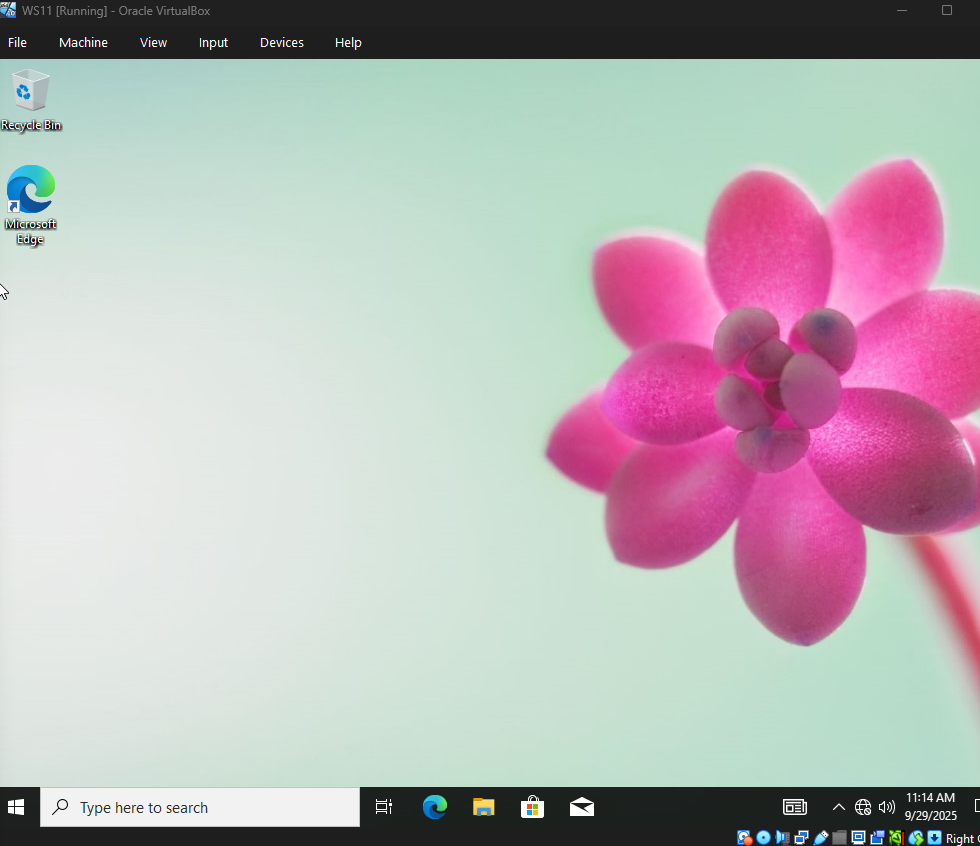 WS11 [Running] - Oracle VirtualBox
File Machine View Input Devices Help
Recycle Bin
Microsoft
Edge
Type here to search
11:14 AM
9/29/2025
Right